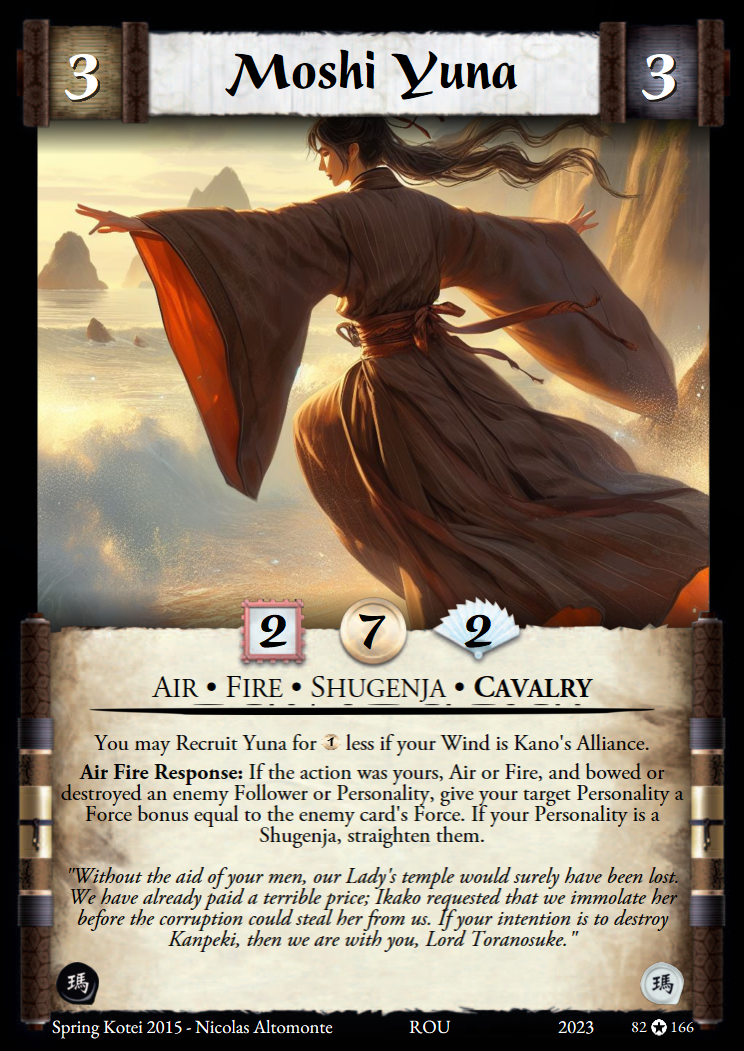 3
Moshi Yuna
3
2
7
2
AIR • FIRE • SHUGENJA • CAVALRY
You may Recruit Yuna for 1 less if your Wind is Kano's Alliance.
Air Fire Response: If the action was yours, Air or Fire, and bowed or
destroyed an enemy Follower or Personality, give your target Personality a
Force bonus equal to the enemy card's Force. If your Personality is a
Shugenja, straighten them.
"Without the aid of your men, our Lady's temple would surely have been lost.
We have already paid a terrible price; Ikako requested that we immolate her
before the corruption could steal her from us. If your intention is to destroy
Kanpeki, then we are with you, Lord Toranosuke."
瑪
瑪
Spring Kotei 2015 - Nicolas Altomonte
ROU
2023
82 ✪ 166